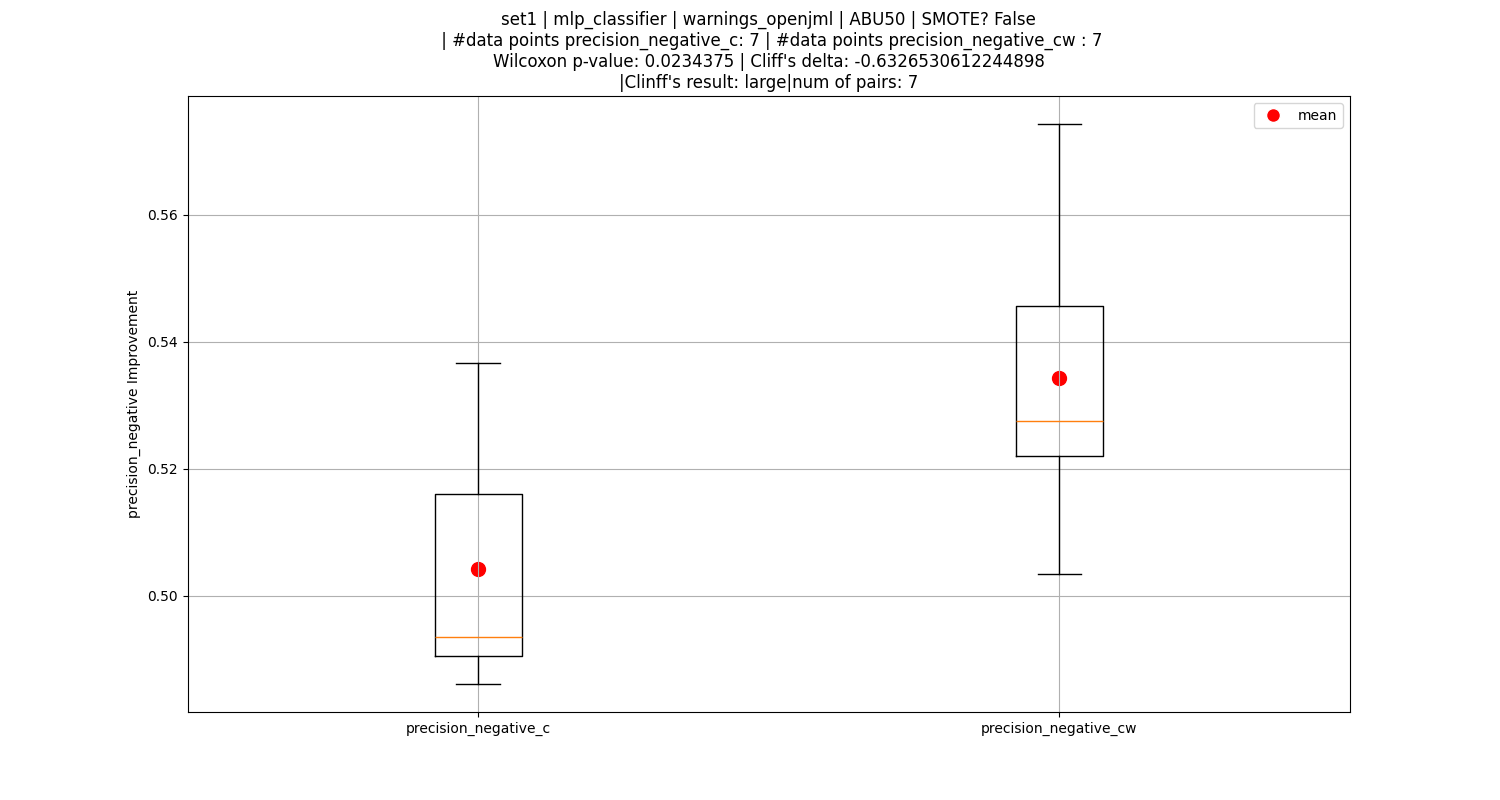 set1 | mlp_classifier | warnings_openjml | ABU50 | SMOTE? False
| #data points precision_negative_c: 7 | #data points precision_negative_cw : 7
Wilcoxon p-value: 0.0234375 | Cliff's delta: -0.6326530612244898
|Clinff's result: large|num of pairs: 7
mean
precision_negative Improvement
0.56
0.54
0.52
0.50
precision_negative_c
precision_negative_cw